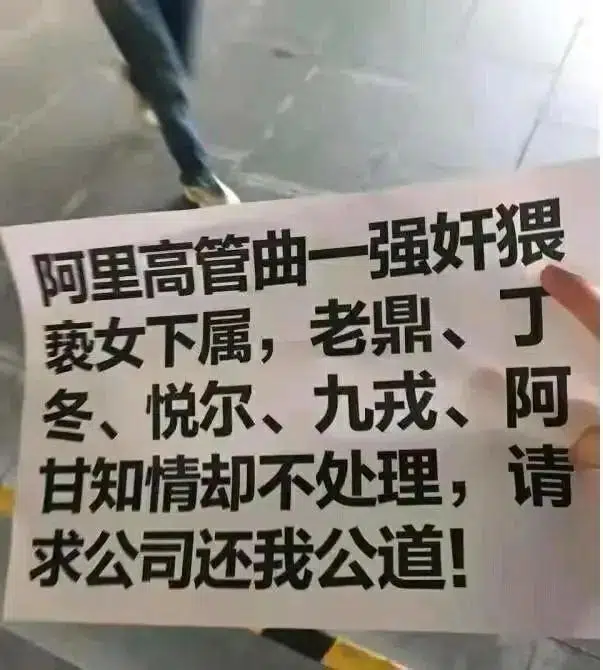 阿里高管曲一强奸猥
亵女下属，老鼎、丁
冬、悦尔、九戎、阿
甘知情却不处理，请
求公司还我公道！